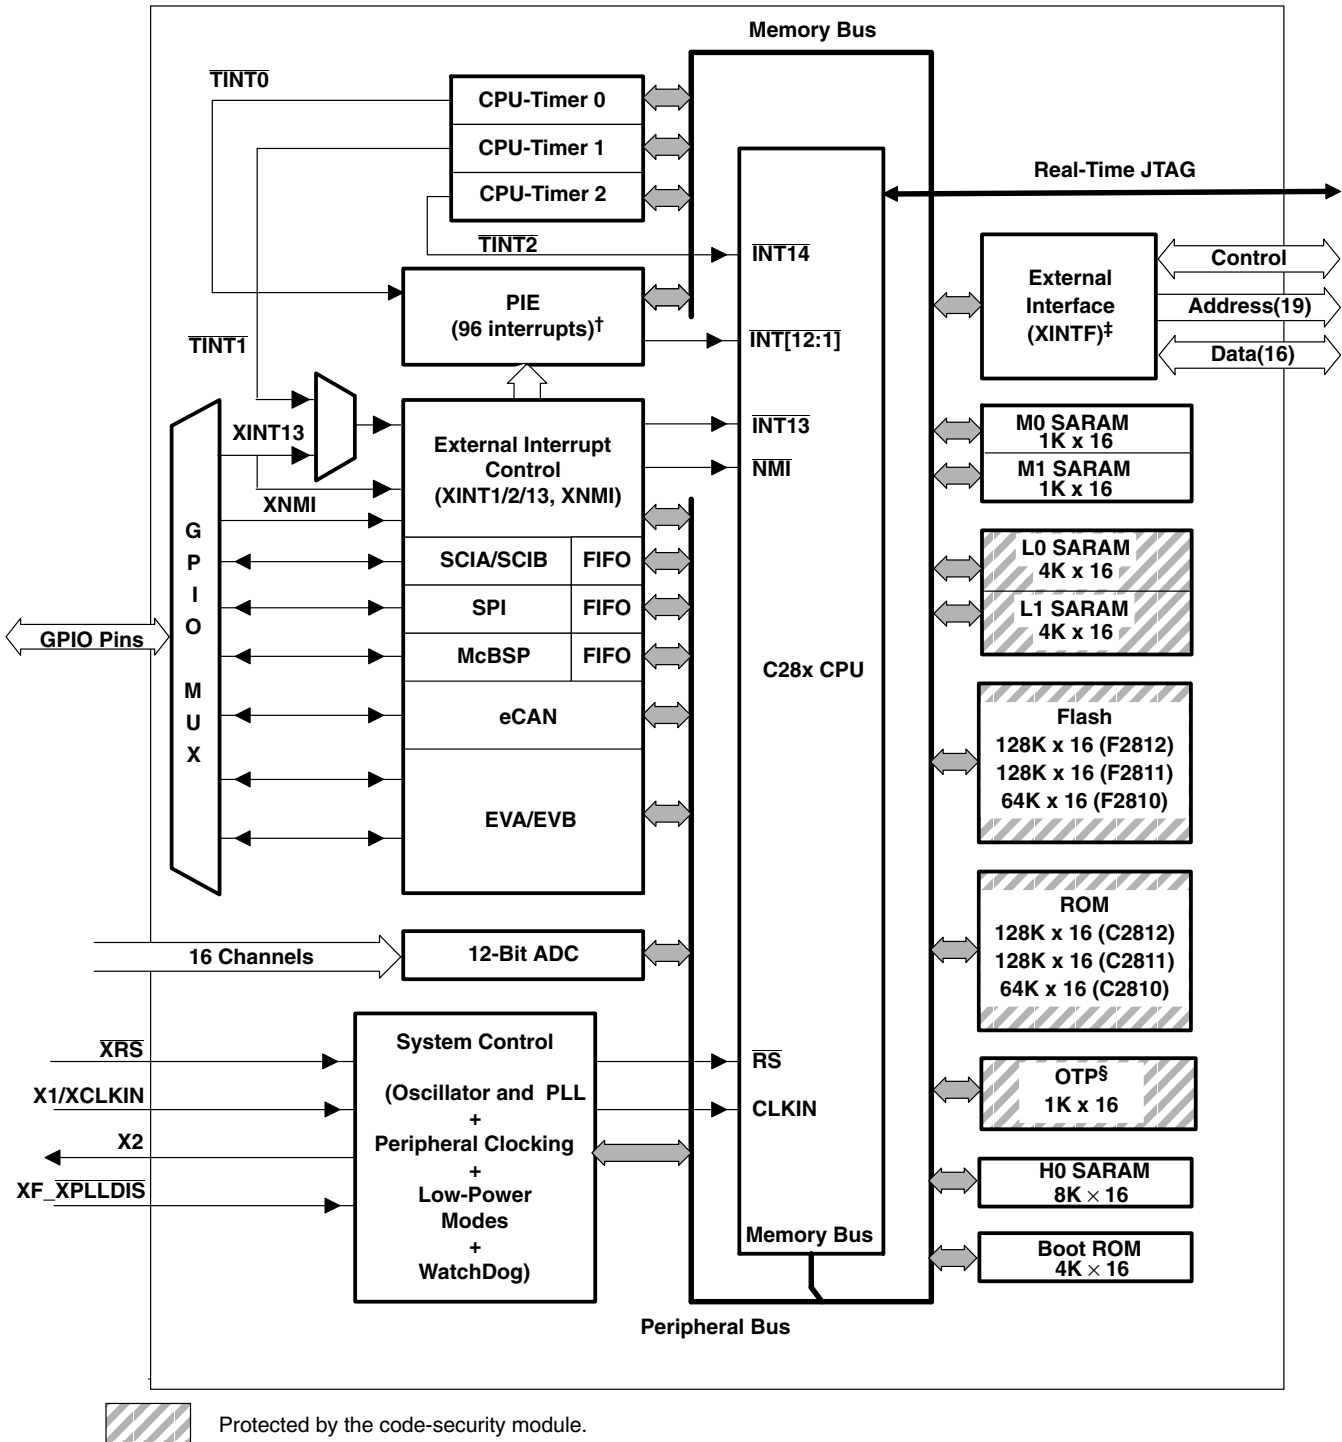 Memory Bus
TINT0
CPU-Timer 0
CPU-Timer 1
CPU-Timer 2
Real-Time JTAG
TINT2
INT14
Control
External
Interface
(XINTF)‡
Address(19)
Data(16)
PIE
(96 interrupts)†
INT[12:1]
TINT1
XINT13
External Interrupt
Control
(XINT1/2/13, XNMI)
INT13
NMI
M0 SARAM
1K x 16
M1 SARAM
1K x 16
XNMI
G
P
I
O
M
U
X
GPIO Pins
SCIA/SCIB
FIFO
SPI
FIFO
McBSP
FIFO
eCAN
EVA/EVB
C28x CPU
L0 SARAM
4K x 16
L1 SARAM
4K x 16
Flash
128K x 16 (F2812)
128K x 16 (F2811)
64K x 16 (F2810)
16 Channels
12-Bit ADC
ROM
128K x 16 (C2812)
128K x 16 (C2811)
64K x 16 (C2810)
XRS
X1/XCLKIN
X2
XF_XPLLDIS
System Control
(Oscillator and PLL
+
Peripheral Clocking
+
Low-Power
Modes
+
WatchDog)
RS
CLKIN
OTP§
1K x 16
H0 SARAM
8K × 16
Memory Bus
Boot ROM
4K × 16
Peripheral Bus
Protected by the code-security module.